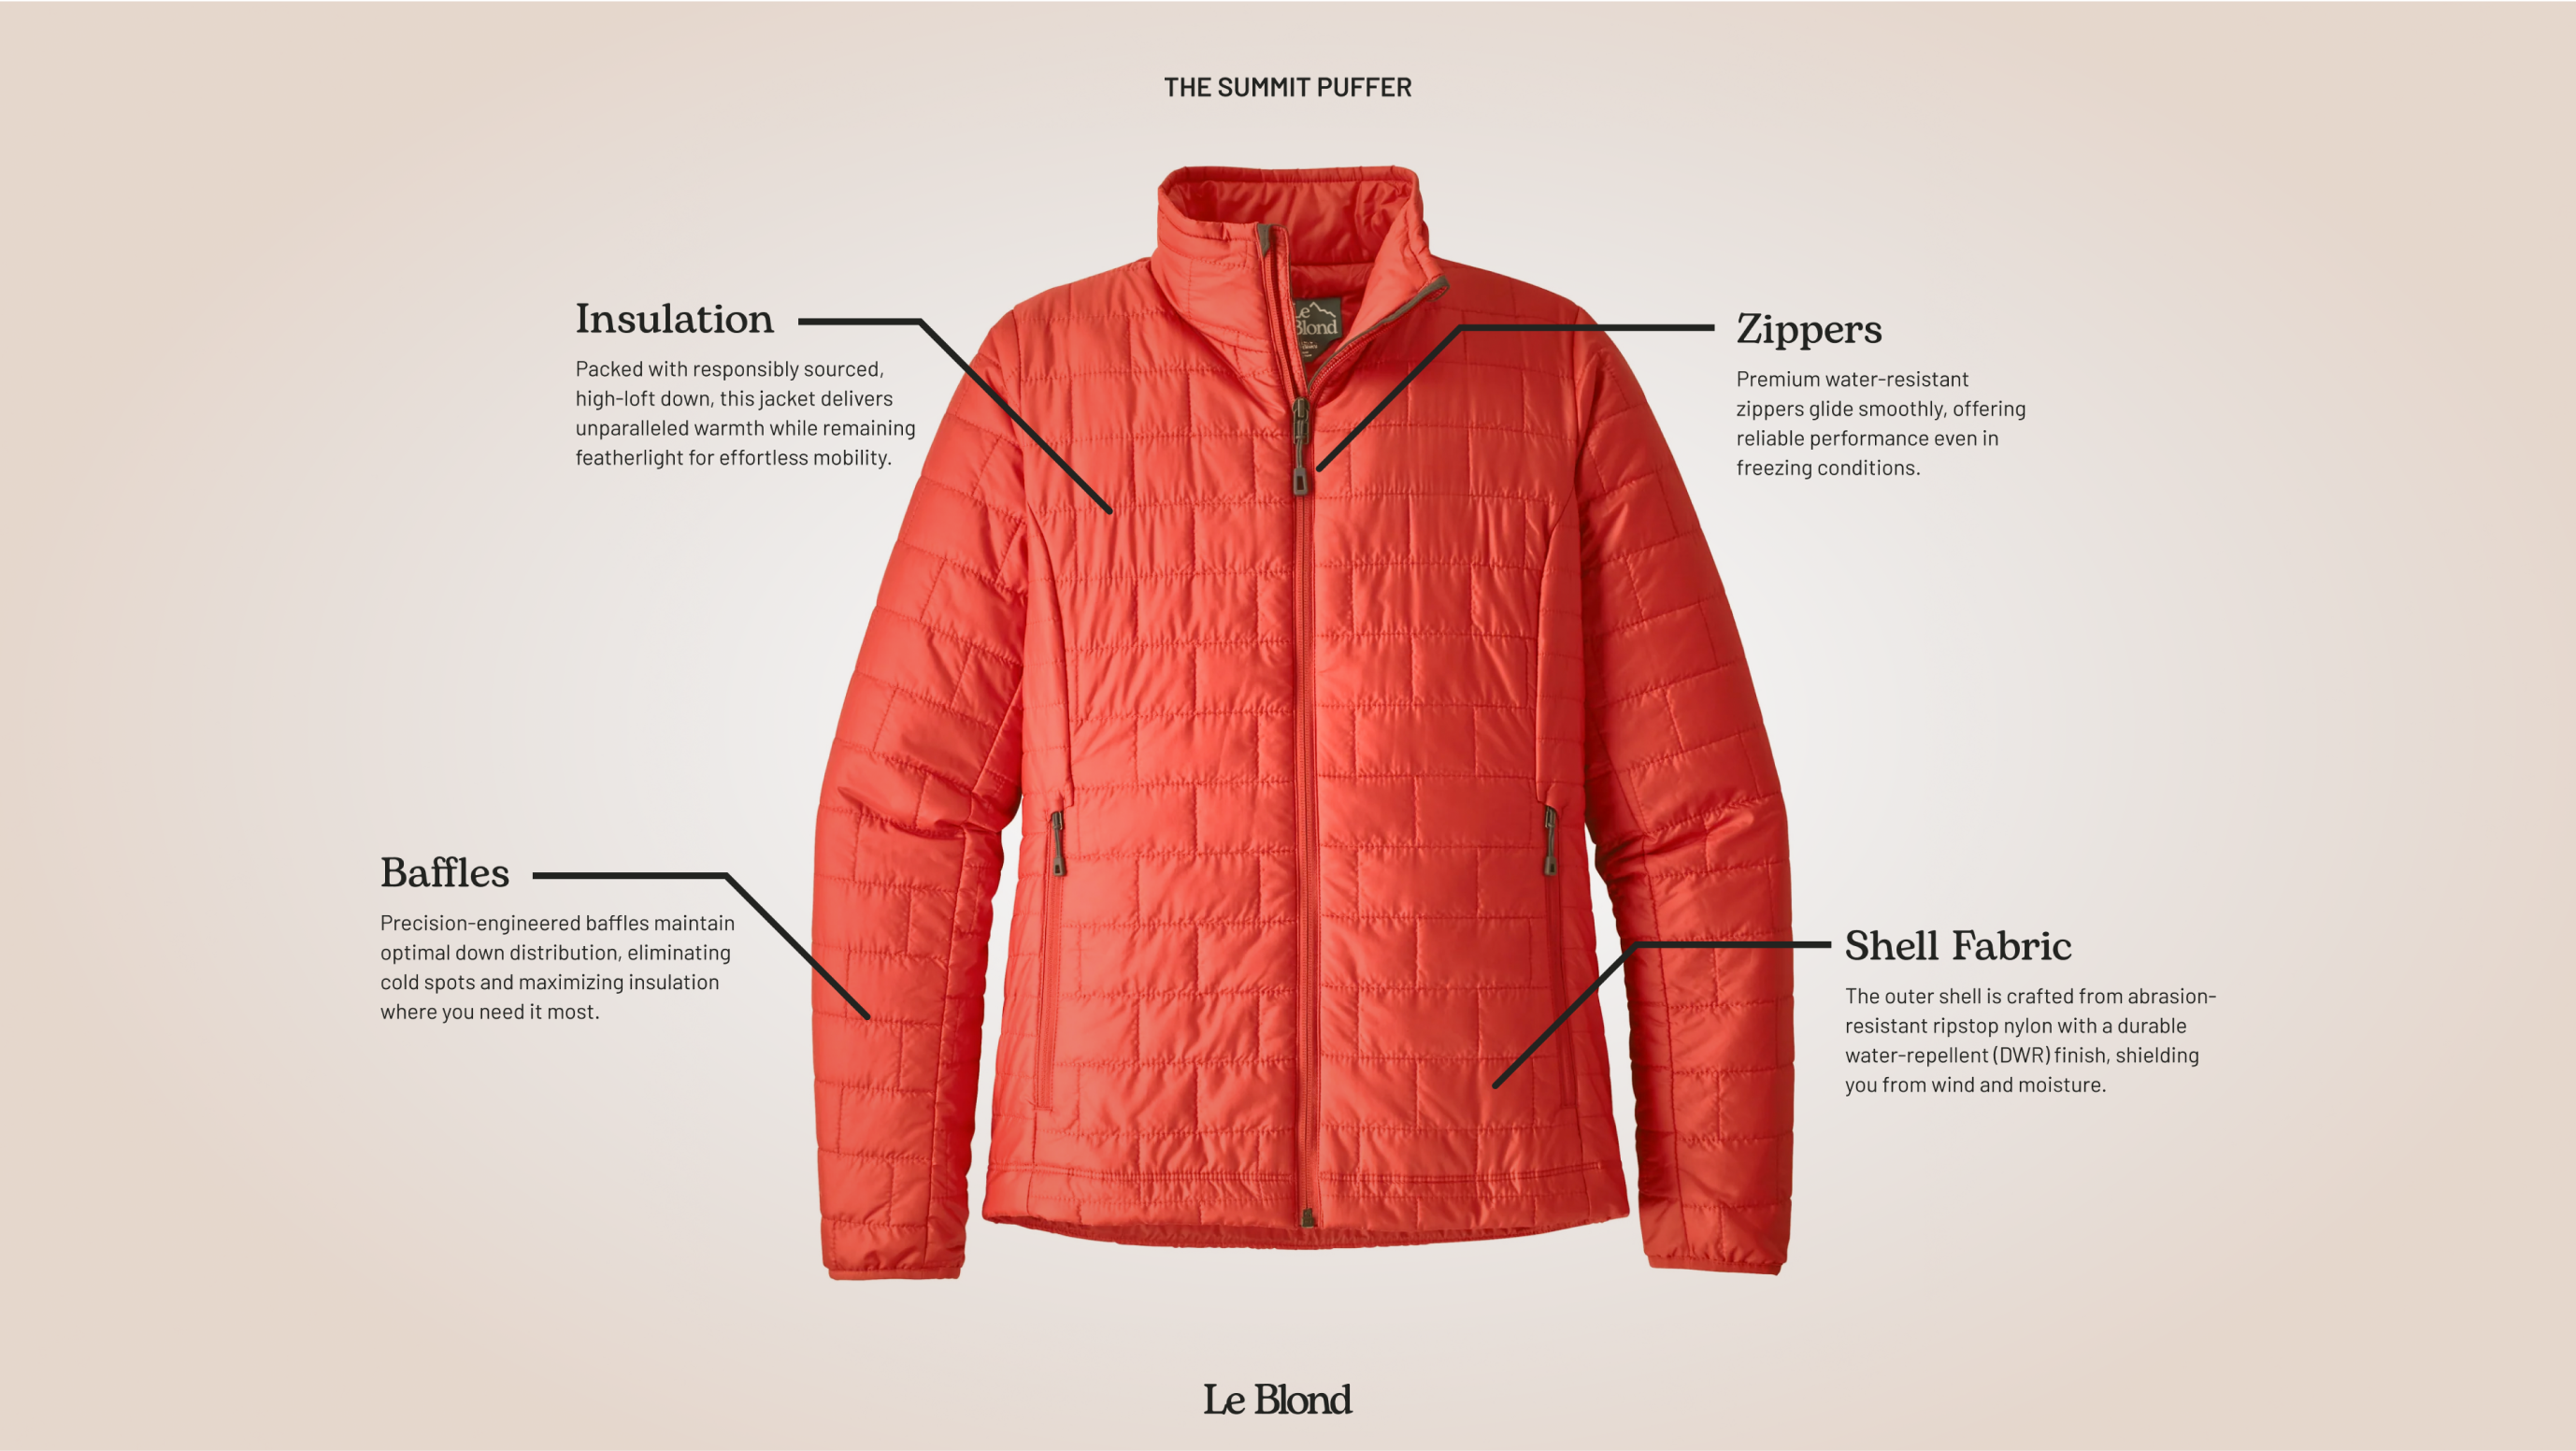 THE SUMMIT PUFFER
Insulation
Packed with responsibly sourced,
high-loft down, this jacket delivers
unparalleled warmth while remaining
featherlight for effortless mobility.
Blond
Zippers
Premium water-resistant
zippers glide smoothly, offering
reliable performance even in
freezing conditions.
Baffles
Precision-engineered baffles maintain
optimal down distribution, eliminating
cold spots and maximizing insulation
where you need it most.
Shell Fabric
The outer shell is crafted from abrasion-
resistant ripstop nylon with a durable
water-repellent (DWR) finish, shielding
you from wind and moisture.
Le Blond